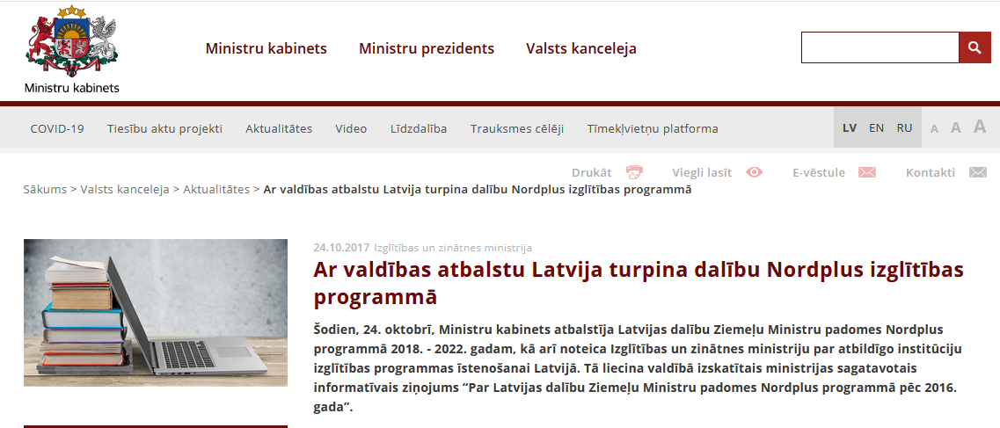 Ministru kabinets
Ministru kabinets Ministru prezidents Valsts kanceleja
COVID-19 Tiesību aktu projekti Aktualitātes Video Līdzdalība Trauksmes cēlēji Tīmekļvietņu platforma LV EN RU A A A
Drukāt Viegli lasīt E-vēstule Kontakti
Sākums > Valsts kanceleja > Aktualitātes > Ar valdības atbalstu Latvija turpina dalību Nordplus izglītības programmā
24.10.2017 Izglītības un zinātnes ministrija
Ar valdības atbalstu Latvija turpina dalību Nordplus izglītības
programmā
Šodien, 24. oktobrī, Ministru kabinets atbalstīja Latvijas dalību Ziemeļu Ministru padomes Nordplus
programmā 2018. - 2022. gadam, kā arī noteica Izglītības un zinātnes ministriju par atbildīgo institūciju
izglītības programmas īstenošanai Latvijā. Tā liecina valdībā izskatītais ministrijas sagatavotais
informatīvais ziņojums “Par Latvijas dalību Ziemeļu Ministru padomes Nordplus programmā pēc 2016.
gada”.